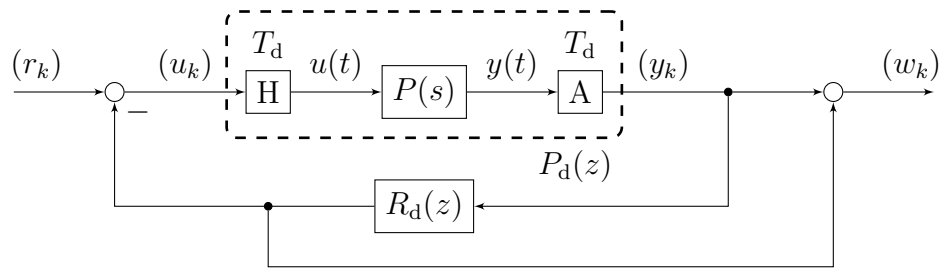 T_d T_d
(r_k) (u_k) u(t) y(t) (y_k) (w_k)
H P(s) A
−
P_d(z)
R_d(z)